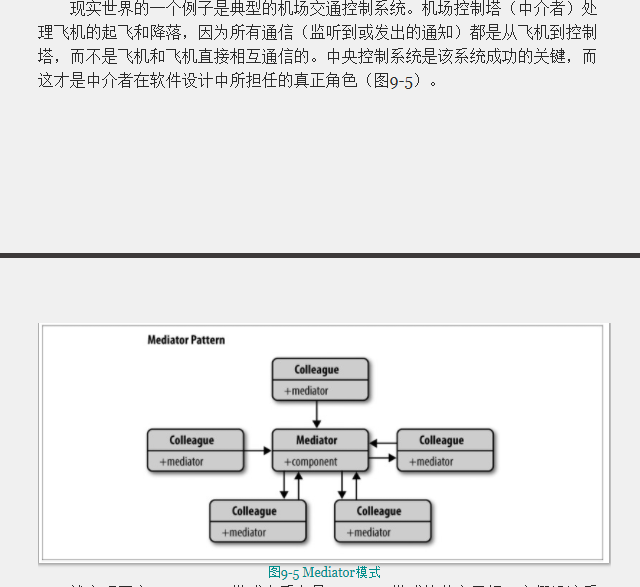 现实世界的一个例子是典型的机场交通控制系统。机场控制塔（中介者）处
理飞机的起飞和降落，因为所有通信（监听到或发出的通知）都是从飞机到控制
塔，而不是飞机和飞机直接相互通信的。中央控制系统是该系统成功的关键，而
这才是中介者在软件设计中所担任的真正角色（图9-5）。
Mediator Pattern
Colleague
+mediator
Colleague
+mediator
Mediator
+component
Colleague
+mediator
Colleague
+mediator
Colleague
+mediator
图9-5 Mediator模式